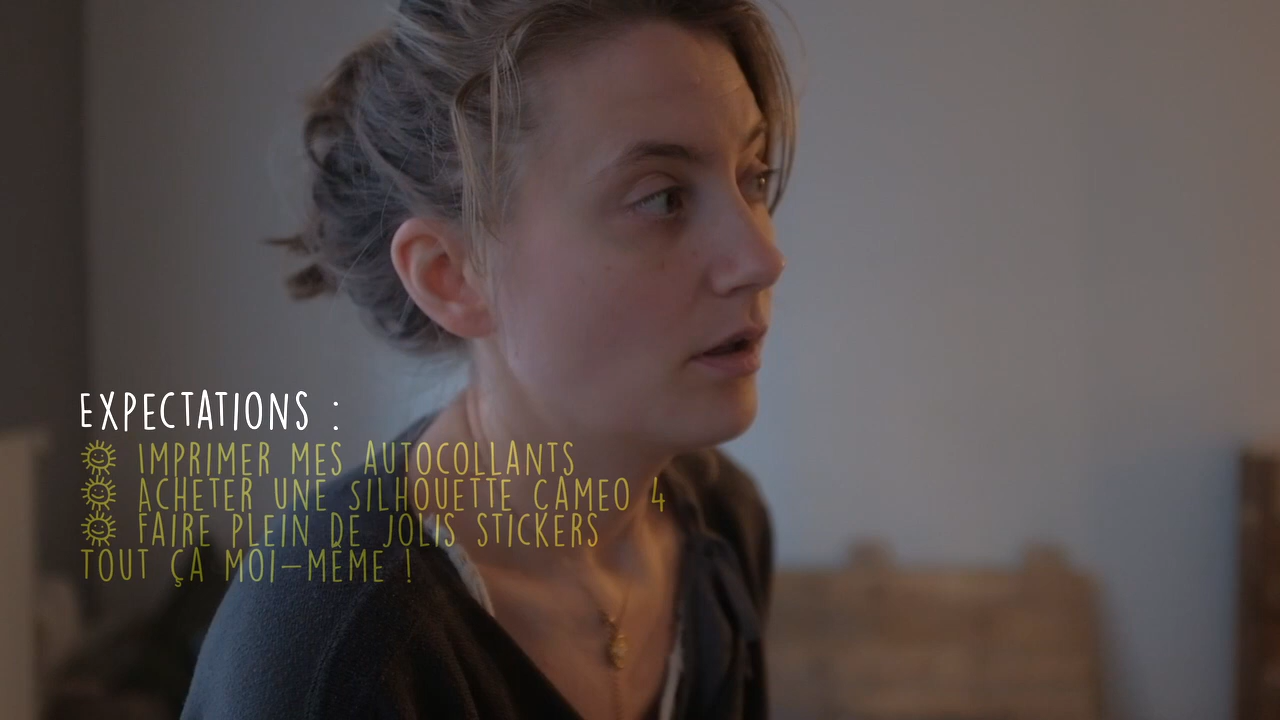 EXPECTATIONS :
IMPRIMER MES AUTOCOLLANTS
ACHETER UNE SILHOUETTE CAMEO 4
FAIRE PLEIN DE JOLIS STICKERS
TOUT ÇA MOI-MÊME !